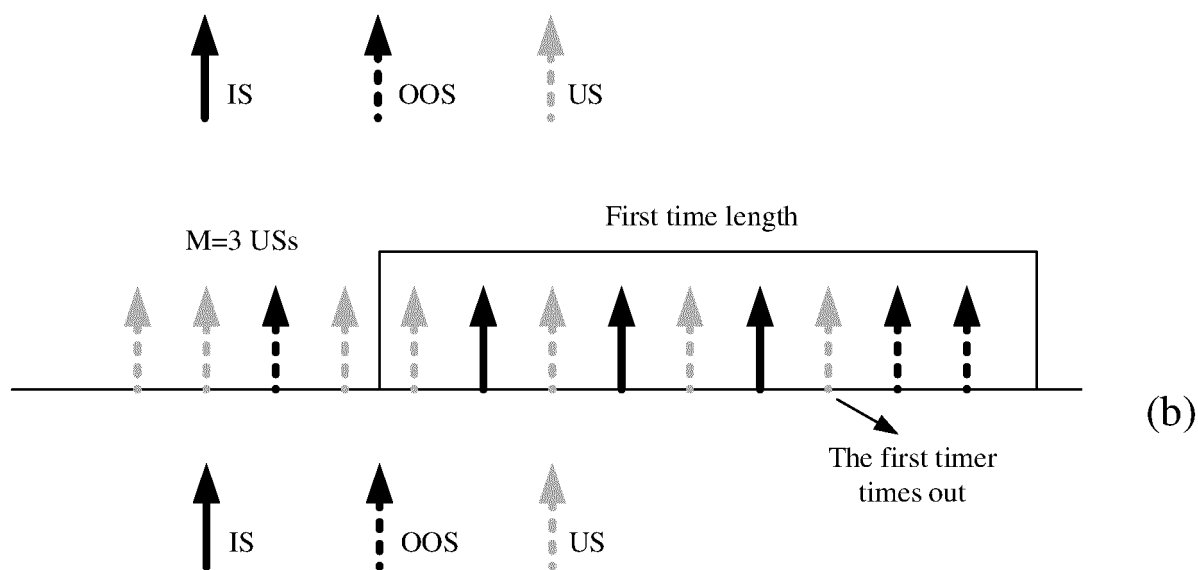 IS
OOS
US
First time length
M=3 USs
(b)
The first timer
times out
IS
OOS
US